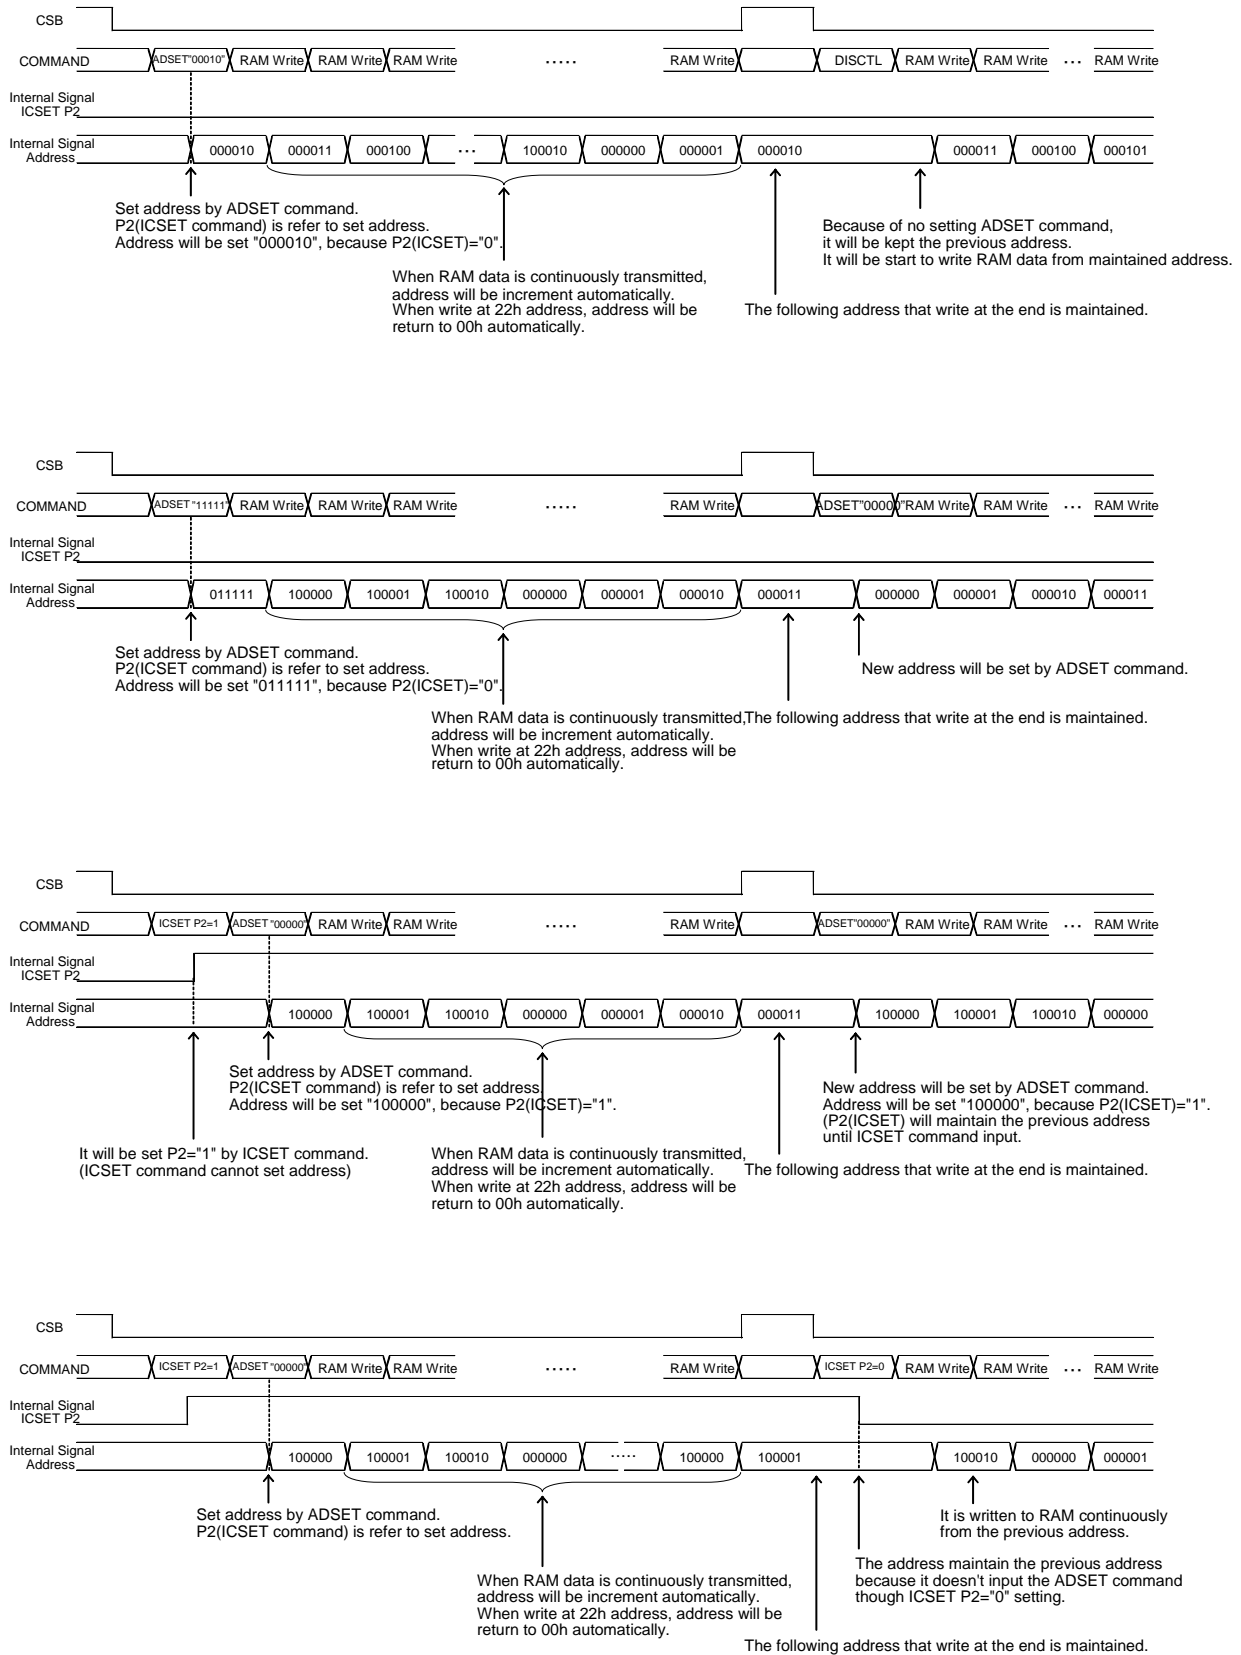 CSB
COMMAND ADSET"00010" RAM Write RAM Write RAM Write ..... RAM Write DISCTL RAM Write RAM Write ... RAM Write
Internal Signal
ICSET P2
Internal Signal
Address
000010 000011 000100 ... 100010 000000 000001 000010 000011 000100 000101
Set address by ADSET command.
P2(ICSET command) is refer to set address.
Address will be set "000010", because P2(ICSET)="0".
When RAM data is continuously transmitted,
address will be increment automatically.
When write at 22h address, address will be
return to 00h automatically.
Because of no setting ADSET command,
it will be kept the previous address.
It will be start to write RAM data from maintained address.
The following address that write at the end is maintained.
CSB
COMMAND ADSET"11111" RAM Write RAM Write RAM Write ..... RAM Write ADSET"00000" RAM Write RAM Write ... RAM Write
Internal Signal
ICSET P2
Internal Signal
Address
011111 100000 100001 100010 000000 000001 000010 000011 000000 000001 000010 000011
Set address by ADSET command.
P2(ICSET command) is refer to set address.
Address will be set "011111", because P2(ICSET)="0".
New address will be set by ADSET command.
When RAM data is continuously transmitted,
address will be increment automatically.
When write at 22h address, address will be
return to 00h automatically.
The following address that write at the end is maintained.
CSB
COMMAND ICSET P2=1 ADSET"00000" RAM Write RAM Write ..... RAM Write ADSET"00000" RAM Write RAM Write ... RAM Write
Internal Signal
ICSET P2
Internal Signal
Address
100000 100001 100010 000000 000001 000010 000011 100000 100001 100010 000000
Set address by ADSET command.
P2(ICSET command) is refer to set address.
Address will be set "100000", because P2(ICSET)="1".
New address will be set by ADSET command.
Address will be set "100000", because P2(ICSET)="1".
(P2(ICSET) will maintain the previous address
until ICSET command input.
It will be set P2="1" by ICSET command.
(ICSET command cannot set address)
When RAM data is continuously transmitted,
address will be increment automatically.
When write at 22h address, address will be
return to 00h automatically.
The following address that write at the end is maintained.
CSB
COMMAND ICSET P2=1 ADSET"00000" RAM Write RAM Write ..... RAM Write ICSET P2=0 RAM Write RAM Write ... RAM Write
Internal Signal
ICSET P2
Internal Signal
Address
100000 100001 100010 000000 ..... 100000 100001 100010 000000 000001
Set address by ADSET command.
P2(ICSET command) is refer to set address.
It is written to RAM continuously
from the previous address.
The address maintain the previous address
because it doesn't input the ADSET command
though ICSET P2="0" setting.
When RAM data is continuously transmitted,
address will be increment automatically.
When write at 22h address, address will be
return to 00h automatically.
The following address that write at the end is maintained.